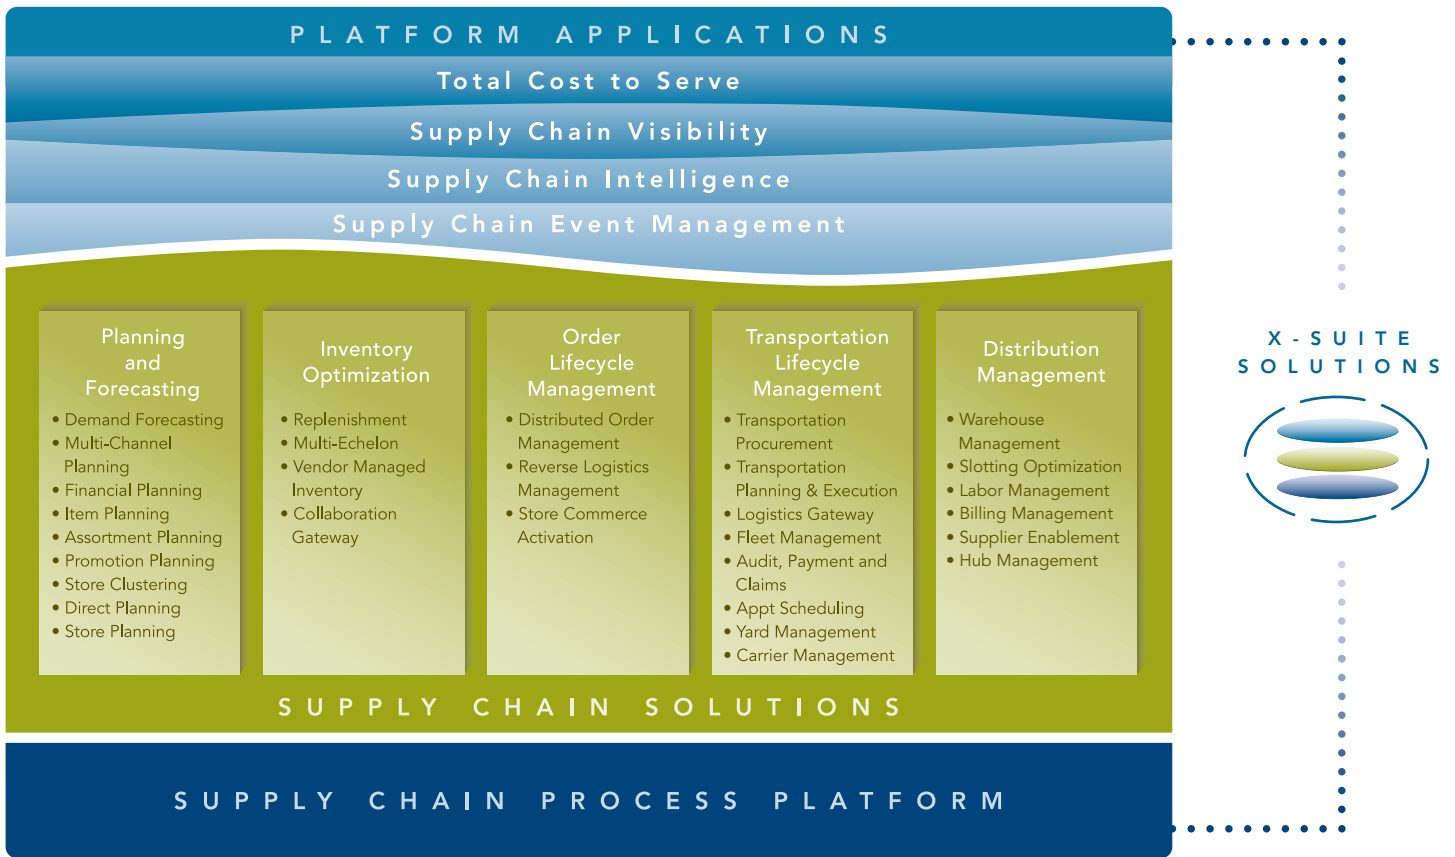 PLATFORM APPLICATIONS
Total Cost to Serve
Supply Chain Visibility
Supply Chain Intelligence
Supply Chain Event Management
Planning
and
Forecasting
• Demand Forecasting
• Multi-Channel
Planning
• Financial Planning
• Item Planning
• Assortment Planning
• Promotion Planning
• Store Clustering
• Direct Planning
• Store Planning
Inventory
Optimization
• Replenishment
• Multi-Echelon
• Vendor Managed
Inventory
• Collaboration
Gateway
Order
Lifecycle
Management
• Distributed Order
Management
• Reverse Logistics
Management
• Store Commerce
Activation
Transportation
Lifecycle
Management
• Transportation
Procurement
• Transportation
Planning & Execution
• Logistics Gateway
• Fleet Management
• Audit, Payment and
Claims
• Appt Scheduling
• Yard Management
• Carrier Management
Distribution
Management
• Warehouse
Management
• Slotting Optimization
• Labor Management
• Billing Management
• Supplier Enablement
• Hub Management
SUPPLY CHAIN SOLUTIONS
SUPPLY CHAIN PROCESS PLATFORM
X-SUITE
SOLUTIONS